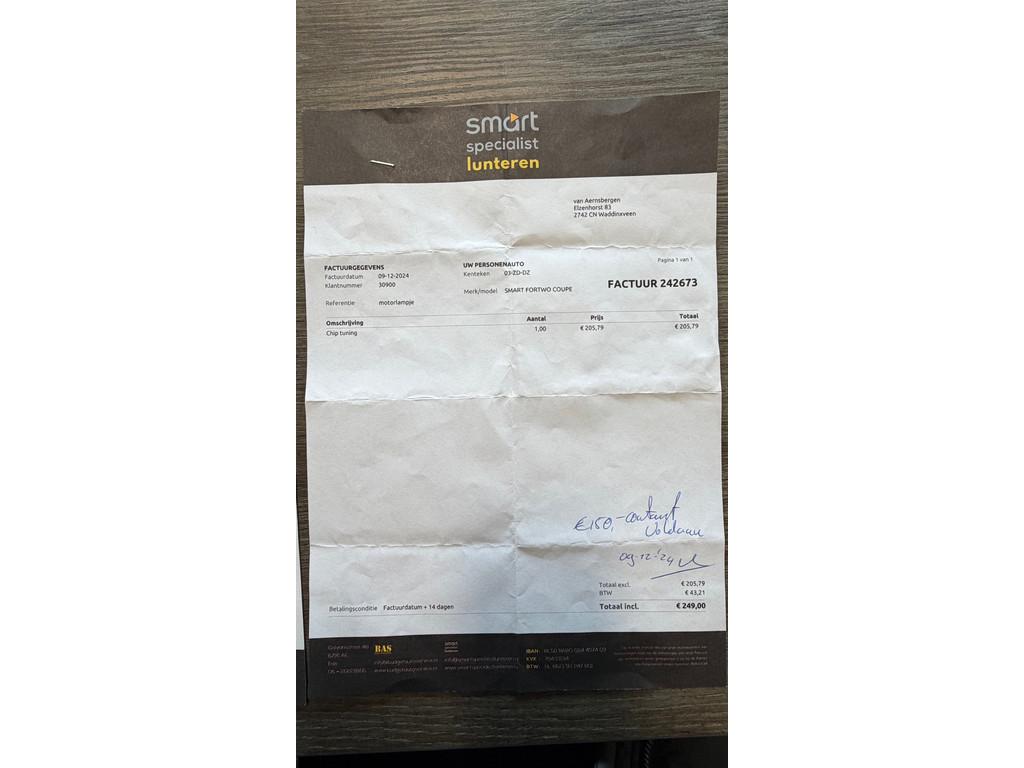 smart
specialist
lunteren
van Aernsbergen
Elzenhorst 83
2742 CN Waddinxveen
Pagina 1 van 1
FACTUURGEGEVENS
Factuurdatum 09-12-2024
Klantnummer 30900
Referentie motorlampje
UW PERSONENAUTO
Kenteken 03-ZD-DZ
Merk/model SMART FORTWO COUPE
FACTUUR 242673
Omschrijving Aantal Prijs Totaal
Chip tuning 1,00 € 205,79 € 205,79
€150,- contant
Voldaan
09-12-'24
Totaal excl. € 205,79
BTW € 43,21
Totaal incl. € 249,00
Betalingsconditie Factuurdatum + 14 dagen
BAS
smart
IBAN:
KVK :
BTW: